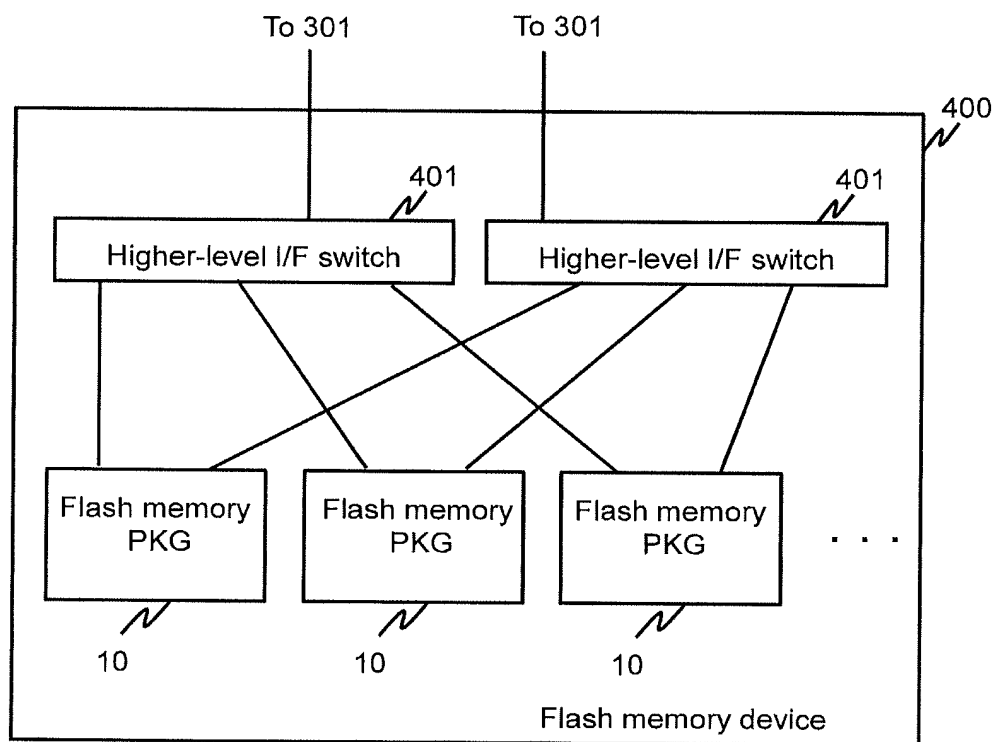 To 301
To 301
400
401
401
Higher-level I/F switch
Higher-level I/F switch
Flash memory
PKG
Flash memory
PKG
Flash memory
PKG
. . .
10
10
10
Flash memory device